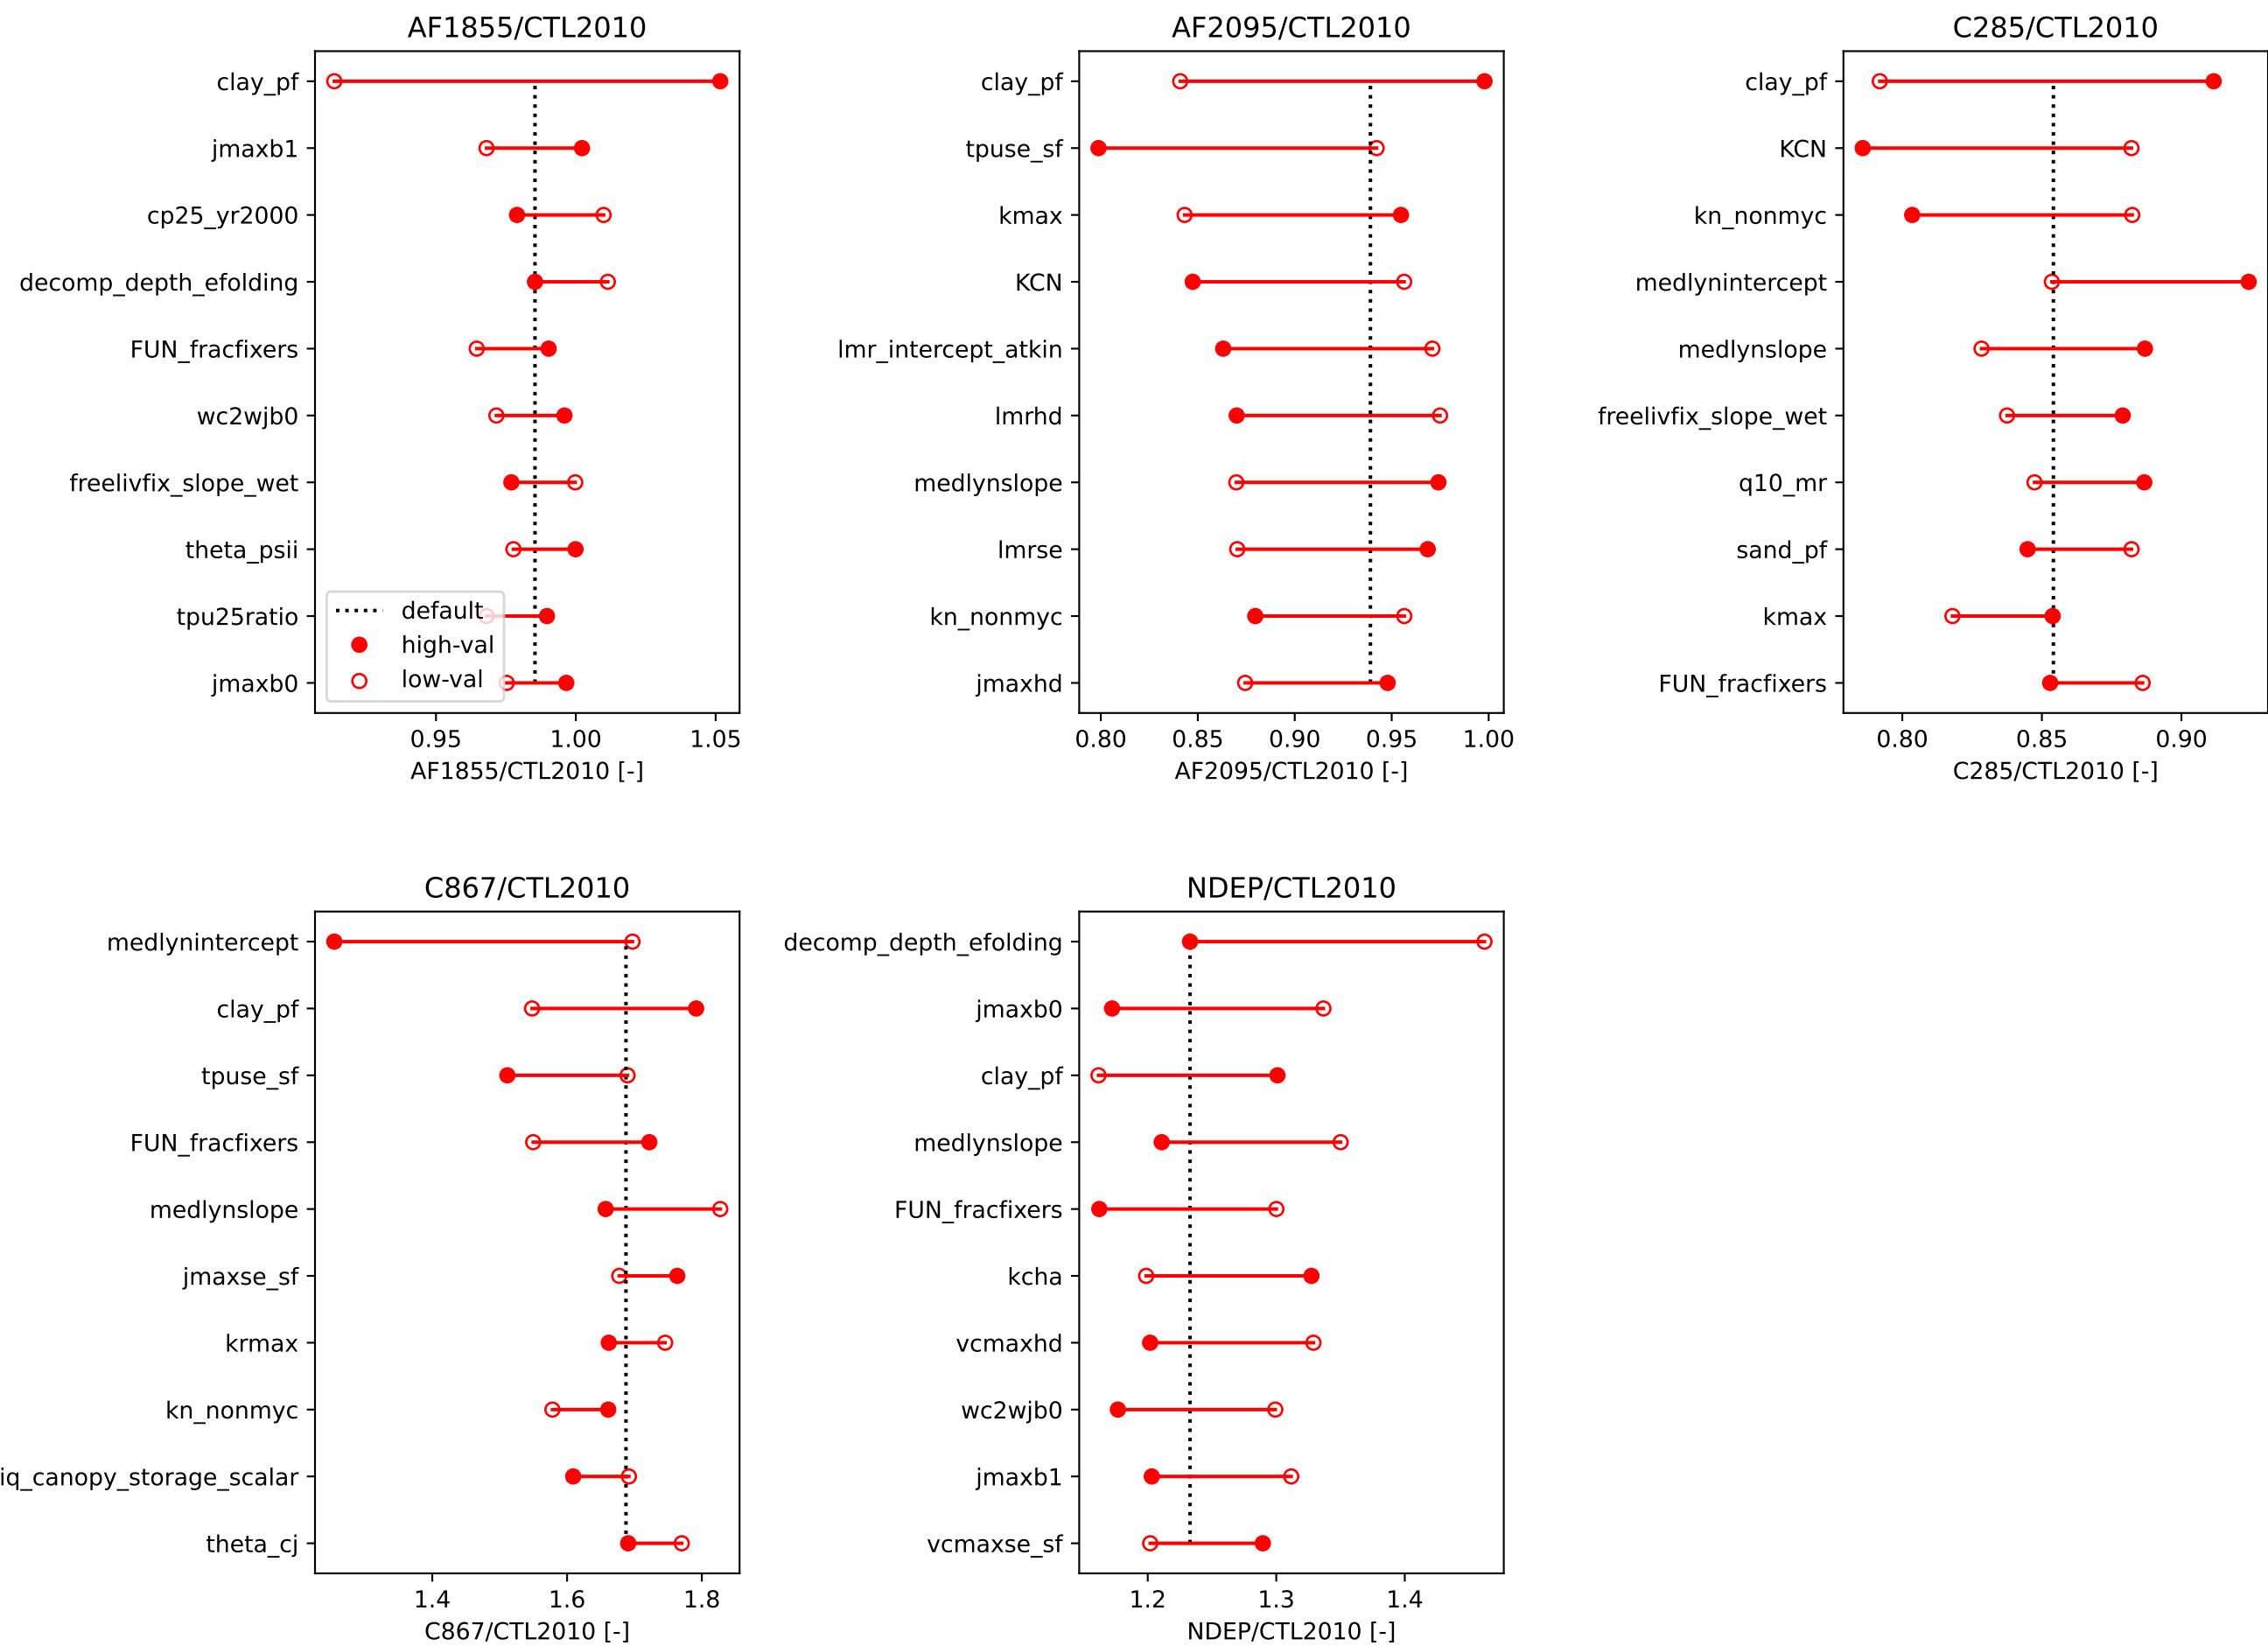 AF1855/CTL2010
clay_pf
jmaxb1
cp25_yr2000
decomp_depth_efolding
FUN_fracfixers
wc2wjb0
freelivfix_slope_wet
theta_psii
tpu25ratio
jmaxb0
default
high-val
low-val
0.95 1.00 1.05
AF1855/CTL2010 [-]
AF2095/CTL2010
clay_pf
tpuse_sf
kmax
KCN
lmr_intercept_atkin
lmrhd
medlynslope
lmrse
kn_nonmyc
jmaxhd
0.80 0.85 0.90 0.95 1.00
AF2095/CTL2010 [-]
C285/CTL2010
clay_pf
KCN
kn_nonmyc
medlynintercept
medlynslope
freelivfix_slope_wet
q10_mr
sand_pf
kmax
FUN_fracfixers
0.80 0.85 0.90
C285/CTL2010 [-]
C867/CTL2010
medlynintercept
clay_pf
tpuse_sf
FUN_fracfixers
medlynslope
jmaxse_sf
krmax
kn_nonmyc
iq_canopy_storage_scalar
theta_cj
1.4 1.6 1.8
C867/CTL2010 [-]
NDEP/CTL2010
decomp_depth_efolding
jmaxb0
clay_pf
medlynslope
FUN_fracfixers
kcha
vcmaxhd
wc2wjb0
jmaxb1
vcmaxse_sf
1.2 1.3 1.4
NDEP/CTL2010 [-]